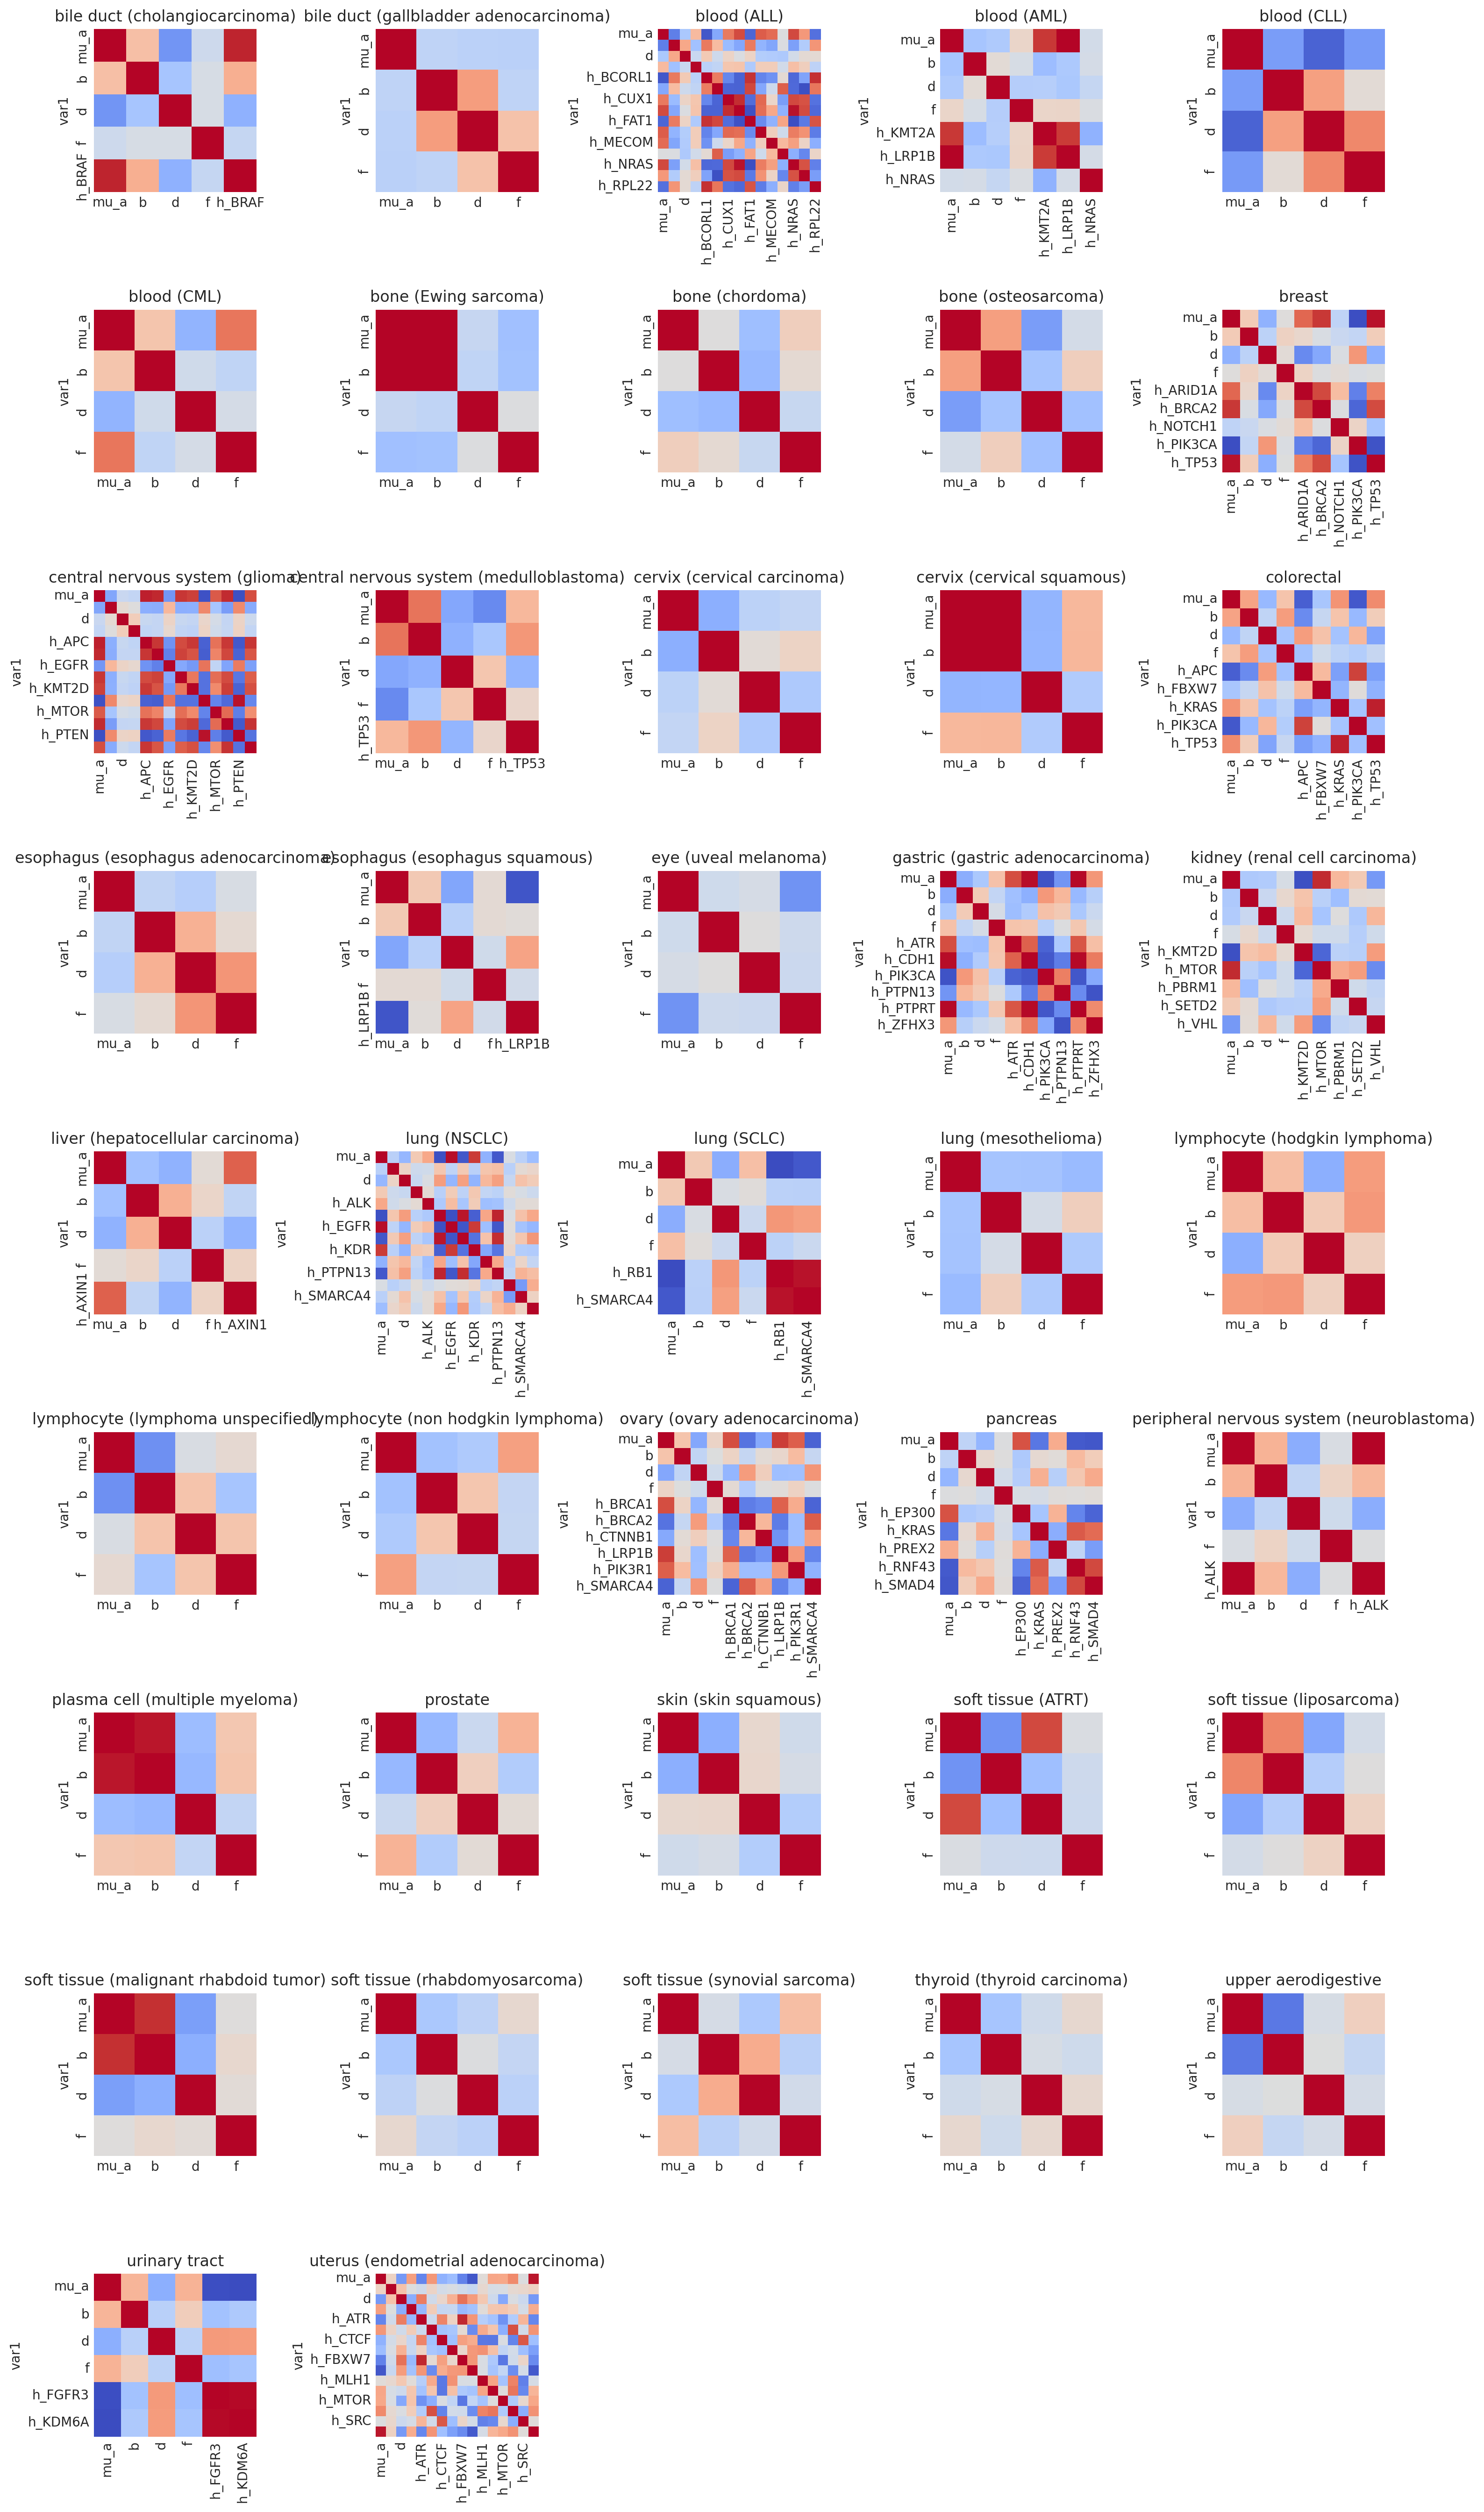 bile duct (cholangiocarcinoma)
var1
mu_a
b
d
f
h_BRAF
mu_a b d f h_BRAF
bile duct (gallbladder adenocarcinoma)
var1
mu_a
b
d
f
mu_a b d f
blood (ALL)
var1
mu_a
d
h_BCORL1
h_CUX1
h_FAT1
h_MECOM
h_NRAS
h_RPL22
mu_a d h_BCORL1 h_CUX1 h_FAT1 h_MECOM h_NRAS h_RPL22
blood (AML)
var1
mu_a
b
d
f
h_KMT2A
h_LRP1B
h_NRAS
mu_a b d f h_KMT2A h_LRP1B h_NRAS
blood (CLL)
var1
mu_a
b
d
f
mu_a b d f
blood (CML)
var1
mu_a
b
d
f
mu_a b d f
bone (Ewing sarcoma)
var1
mu_a
b
d
f
mu_a b d f
bone (chordoma)
var1
mu_a
b
d
f
mu_a b d f
bone (osteosarcoma)
var1
mu_a
b
d
f
mu_a b d f
breast
var1
mu_a
b
d
f
h_ARID1A
h_BRCA2
h_NOTCH1
h_PIK3CA
h_TP53
mu_a b d f h_ARID1A h_BRCA2 h_NOTCH1 h_PIK3CA h_TP53
central nervous system (glioma)
var1
mu_a
d
h_APC
h_EGFR
h_KMT2D
h_MTOR
h_PTEN
mu_a d h_APC h_EGFR h_KMT2D h_MTOR h_PTEN
central nervous system (medulloblastoma)
var1
mu_a
b
d
f
h_TP53
mu_a b d f h_TP53
cervix (cervical carcinoma)
var1
mu_a
b
d
f
mu_a b d f
cervix (cervical squamous)
var1
mu_a
b
d
f
mu_a b d f
colorectal
var1
mu_a
b
d
f
h_APC
h_FBXW7
h_KRAS
h_PIK3CA
h_TP53
mu_a b d f h_APC h_FBXW7 h_KRAS h_PIK3CA h_TP53
esophagus (esophagus adenocarcinoma)
var1
mu_a
b
d
f
mu_a b d f
esophagus (esophagus squamous)
var1
mu_a
b
d
f
h_LRP1B
mu_a b d f h_LRP1B
eye (uveal melanoma)
var1
mu_a
b
d
f
mu_a b d f
gastric (gastric adenocarcinoma)
var1
mu_a
b
d
f
h_ATR
h_CDH1
h_PIK3CA
h_PTPN13
h_PTPRT
h_ZFHX3
mu_a b d f h_ATR h_CDH1 h_PIK3CA h_PTPN13 h_PTPRT h_ZFHX3
kidney (renal cell carcinoma)
var1
mu_a
b
d
f
h_KMT2D
h_MTOR
h_PBRM1
h_SETD2
h_VHL
mu_a b d f h_KMT2D h_MTOR h_PBRM1 h_SETD2 h_VHL
liver (hepatocellular carcinoma)
var1
mu_a
b
d
f
h_AXIN1
mu_a b d f h_AXIN1
lung (NSCLC)
var1
mu_a
d
h_ALK
h_EGFR
h_KDR
h_PTPN13
h_SMARCA4
mu_a d h_ALK h_EGFR h_KDR h_PTPN13 h_SMARCA4
lung (SCLC)
var1
mu_a
b
d
f
h_RB1
h_SMARCA4
mu_a b d f h_RB1 h_SMARCA4
lung (mesothelioma)
var1
mu_a
b
d
f
mu_a b d f
lymphocyte (hodgkin lymphoma)
var1
mu_a
b
d
f
mu_a b d f
lymphocyte (lymphoma unspecified)
var1
mu_a
b
d
f
mu_a b d f
lymphocyte (non hodgkin lymphoma)
var1
mu_a
b
d
f
mu_a b d f
ovary (ovary adenocarcinoma)
var1
mu_a
b
d
f
h_BRCA1
h_BRCA2
h_CTNNB1
h_LRP1B
h_PIK3R1
h_SMARCA4
mu_a b d f h_BRCA1 h_BRCA2 h_CTNNB1 h_LRP1B h_PIK3R1 h_SMARCA4
pancreas
var1
mu_a
b
d
f
h_EP300
h_KRAS
h_PREX2
h_RNF43
h_SMAD4
mu_a b d f h_EP300 h_KRAS h_PREX2 h_RNF43 h_SMAD4
peripheral nervous system (neuroblastoma)
var1
mu_a
b
d
f
h_ALK
mu_a b d f h_ALK
plasma cell (multiple myeloma)
var1
mu_a
b
d
f
mu_a b d f
prostate
var1
mu_a
b
d
f
mu_a b d f
skin (skin squamous)
var1
mu_a
b
d
f
mu_a b d f
soft tissue (ATRT)
var1
mu_a
b
d
f
mu_a b d f
soft tissue (liposarcoma)
var1
mu_a
b
d
f
mu_a b d f
soft tissue (malignant rhabdoid tumor)
var1
mu_a
b
d
f
mu_a b d f
soft tissue (rhabdomyosarcoma)
var1
mu_a
b
d
f
mu_a b d f
soft tissue (synovial sarcoma)
var1
mu_a
b
d
f
mu_a b d f
thyroid (thyroid carcinoma)
var1
mu_a
b
d
f
mu_a b d f
upper aerodigestive
var1
mu_a
b
d
f
mu_a b d f
urinary tract
var1
mu_a
b
d
f
h_FGFR3
h_KDM6A
mu_a b d f h_FGFR3 h_KDM6A
uterus (endometrial adenocarcinoma)
var1
mu_a
d
h_ATR
h_CTCF
h_FBXW7
h_MLH1
h_MTOR
h_SRC
mu_a d h_ATR h_CTCF h_FBXW7 h_MLH1 h_MTOR h_SRC